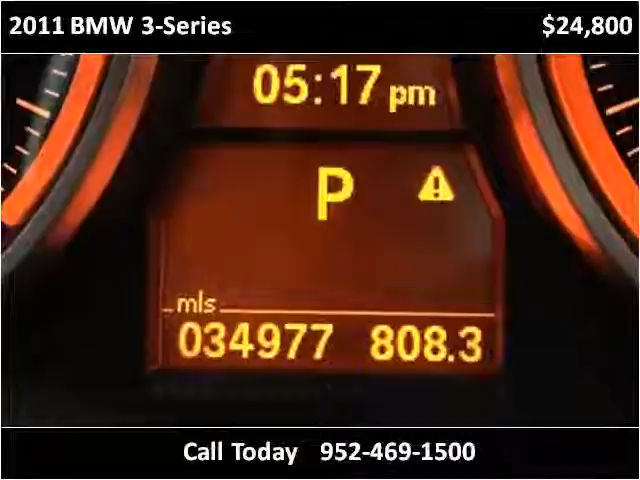 2011 BMW 3-Series $24,800
05:17 pm
P
mls
034977 808.3
Call Today 952-469-1500